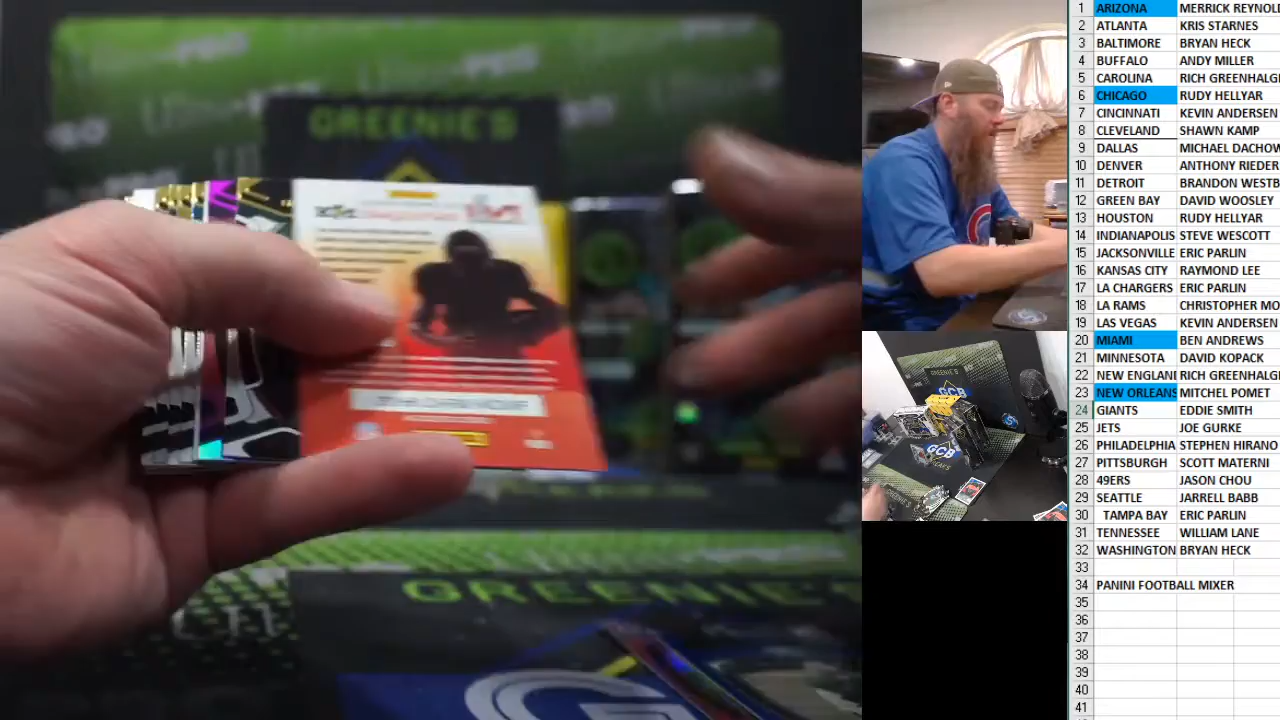 GREENIE'S
GREENIE'S
GREENIE'S
GCB
1 ARIZONA MERRICK REYNOL
2 ATLANTA KRIS STARNES
3 BALTIMORE BRYAN HECK
4 BUFFALO ANDY MILLER
5 CAROLINA RICH GREENHALG
6 CHICAGO RUDY HELLYAR
7 CINCINNATI KEVIN ANDERSEN
8 CLEVELAND SHAWN KAMP
9 DALLAS MICHAEL DACHOW
10 DENVER ANTHONY RIEDER
11 DETROIT BRANDON WESTB
12 GREEN BAY DAVID WOOSLEY
13 HOUSTON RUDY HELLYAR
14 INDIANAPOLIS STEVE WESCOTT
15 JACKSONVILLE ERIC PARLIN
16 KANSAS CITY RAYMOND LEE
17 LA CHARGERS ERIC PARLIN
18 LA RAMS CHRISTOPHER MO
19 LAS VEGAS KEVIN ANDERSEN
20 MIAMI BEN ANDREWS
21 MINNESOTA DAVID KOPACK
22 NEW ENGLANI RICH GREENHALG
23 NEW ORLEANS MITCHEL POMET
24 GIANTS EDDIE SMITH
25 JETS JOE GURKE
26 PHILADELPHIA STEPHEN HIRANO
27 PITTSBURGH SCOTT MATERNI
28 49ERS JASON CHOU
29 SEATTLE JARRELL BABB
30 TAMPA BAY ERIC PARLIN
31 TENNESSEE WILLIAM LANE
32 WASHINGTON BRYAN HECK
33
34 PANINI FOOTBALL MIXER
35
36
37
38
39
40
41